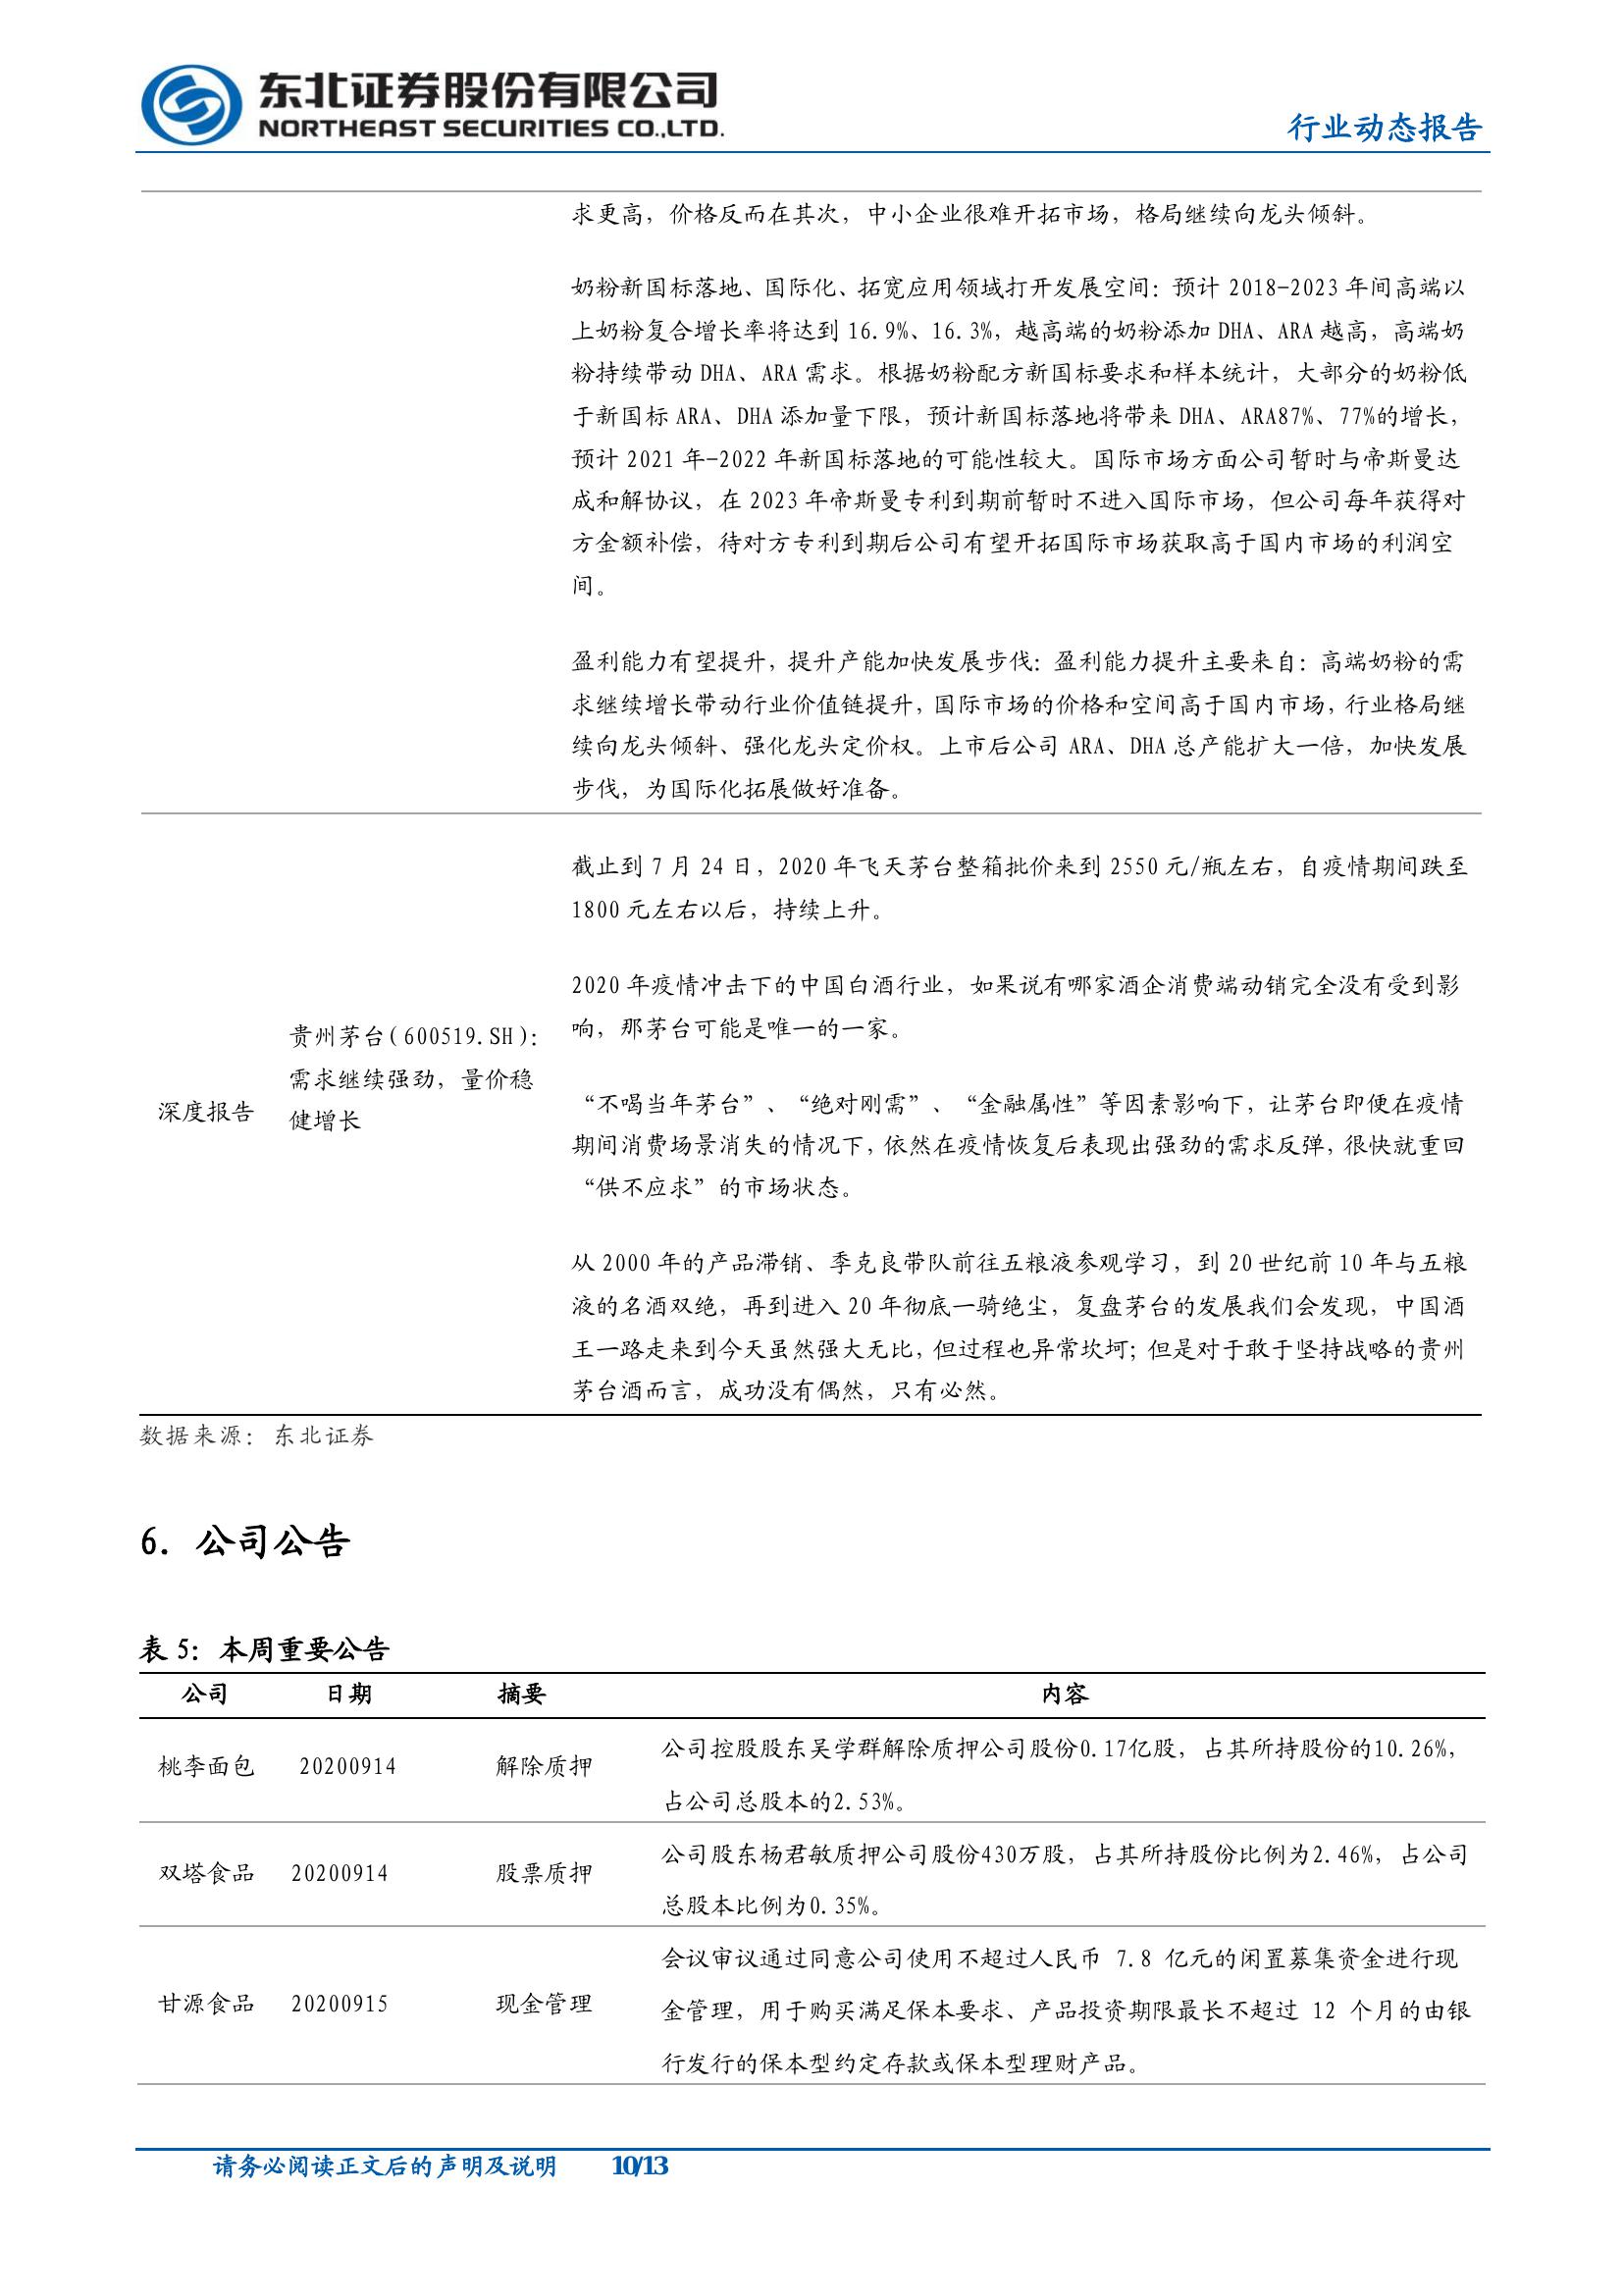 东北证券股份有限公司
NORTHEAST SECURITIES CO.,LTD.
行业动态报告
求更高，价格反而在其次，中小企业很难开拓市场，格局继续向龙头倾斜。
奶粉新国标落地、国际化、拓宽应用领域打开发展空间：预计 2018-2023 年间高端以
上奶粉复合增长率将达到 16.9%、16.3%，越高端的奶粉添加 DHA、ARA 越高，高端奶
粉持续带动 DHA、ARA 需求。根据奶粉配方新国标要求和样本统计，大部分的奶粉低
于新国标 ARA、DHA 添加量下限，预计新国标落地将带来 DHA、ARA87%、77%的增长，
预计 2021 年-2022 年新国标落地的可能性较大。国际市场方面公司暂时与帝斯曼达
成和解协议，在 2023 年帝斯曼专利到期前暂时不进入国际市场，但公司每年获得对
方金额补偿，待对方专利到期后公司有望开拓国际市场获取高于国内市场的利润空
间。
盈利能力有望提升，提升产能加快发展步伐：盈利能力提升主要来自：高端奶粉的需
求继续增长带动行业价值链提升，国际市场的价格和空间高于国内市场，行业格局继
续向龙头倾斜、强化龙头定价权。上市后公司 ARA、DHA 总产能扩大一倍，加快发展
步伐，为国际化拓展做好准备。
深度报告
贵州茅台(600519.SH)：
需求继续强劲，量价稳
健增长
截止到 7 月 24 日，2020 年飞天茅台整箱批价来到 2550 元/瓶左右，自疫情期间跌至
1800 元左右以后，持续上升。
2020 年疫情冲击下的中国白酒行业，如果说有哪家酒企消费端动销完全没有受到影
响，那茅台可能是唯一的一家。
“不喝当年茅台”、“绝对刚需”、“金融属性”等因素影响下，让茅台即便在疫情
期间消费场景消失的情况下，依然在疫情恢复后表现出强劲的需求反弹，很快就重回
“供不应求”的市场状态。
从 2000 年的产品滞销、季克良带队前往五粮液参观学习，到 20 世纪前 10 年与五粮
液的名酒双绝，再到进入 20 年彻底一骑绝尘，复盘茅台的发展我们会发现，中国酒
王一路走来到今天虽然强大无比，但过程也异常坎坷；但是对于敢于坚持战略的贵州
茅台酒而言，成功没有偶然，只有必然。
数据来源：东北证券
6. 公司公告
表 5：本周重要公告
公司 日期 摘要 内容
桃李面包 20200914 解除质押
公司控股股东吴学群解除质押公司股份0.17亿股，占其所持股份的10.26%，
占公司总股本的2.53%。
双塔食品 20200914 股票质押
公司股东杨君敏质押公司股份430万股，占其所持股份比例为2.46%，占公司
总股本比例为0.35%。
甘源食品 20200915 现金管理
会议审议通过同意公司使用不超过人民币 7.8 亿元的闲置募集资金进行现
金管理，用于购买满足保本要求、产品投资期限最长不超过 12 个月的由银
行发行的保本型约定存款或保本型理财产品。
请务必阅读正文后的声明及说明 10/13